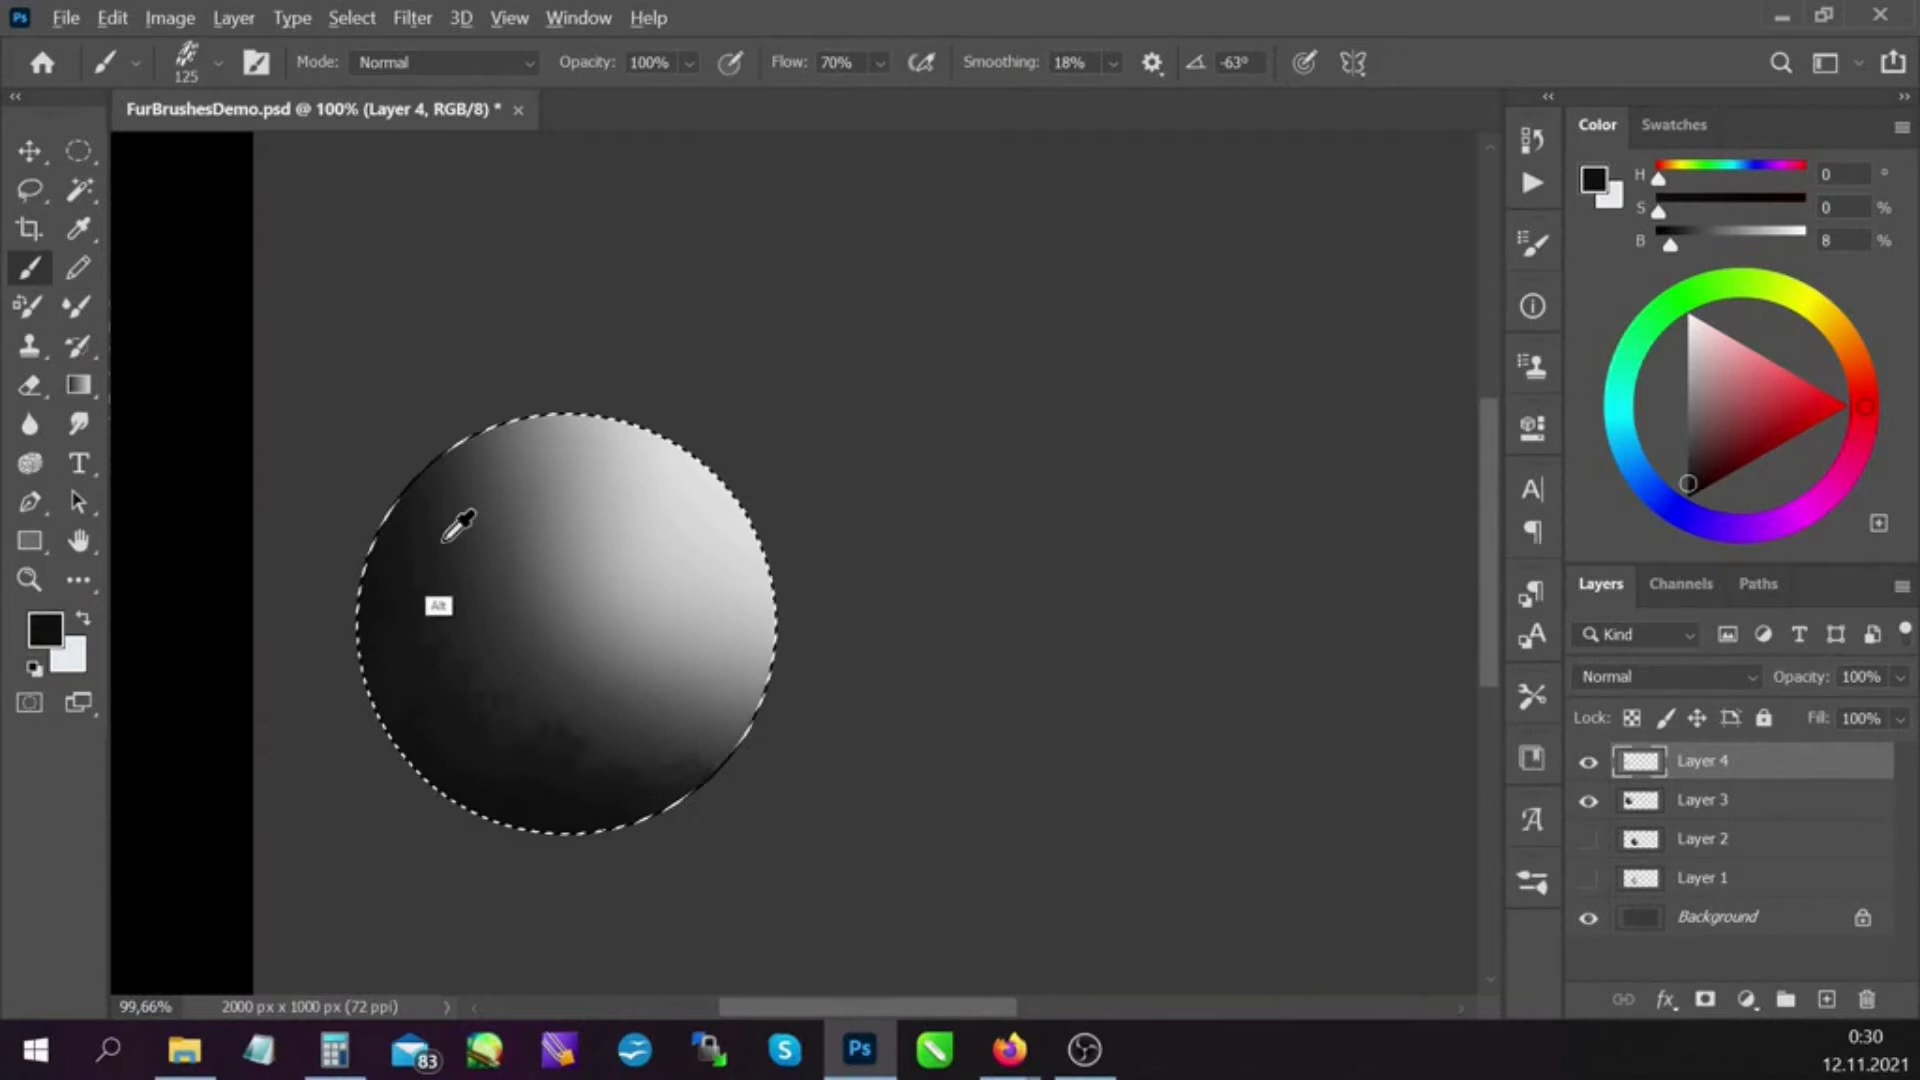 Ps File Edit Image Layer Select Type Filter 3D View Window Help
125 Mode: Normal Opacity: 100% Flow: 70% Smoothing: 18% -63°
FurBrushesDemo.psd @ 100% (Layer 4, RGB/8) * ×
Color Swatches
H 0 °
S 0 %
B 8 %
Alt
Layers Channels Paths
Kind
Normal Opacity: 100%
Lock: Fill: 100%
Layer 4
Layer 3
Layer 2
Layer 1
Background
fx
99,66% 2000 px x 1000 px (72 ppi)
83 S Ps
0:30
12.11.2021